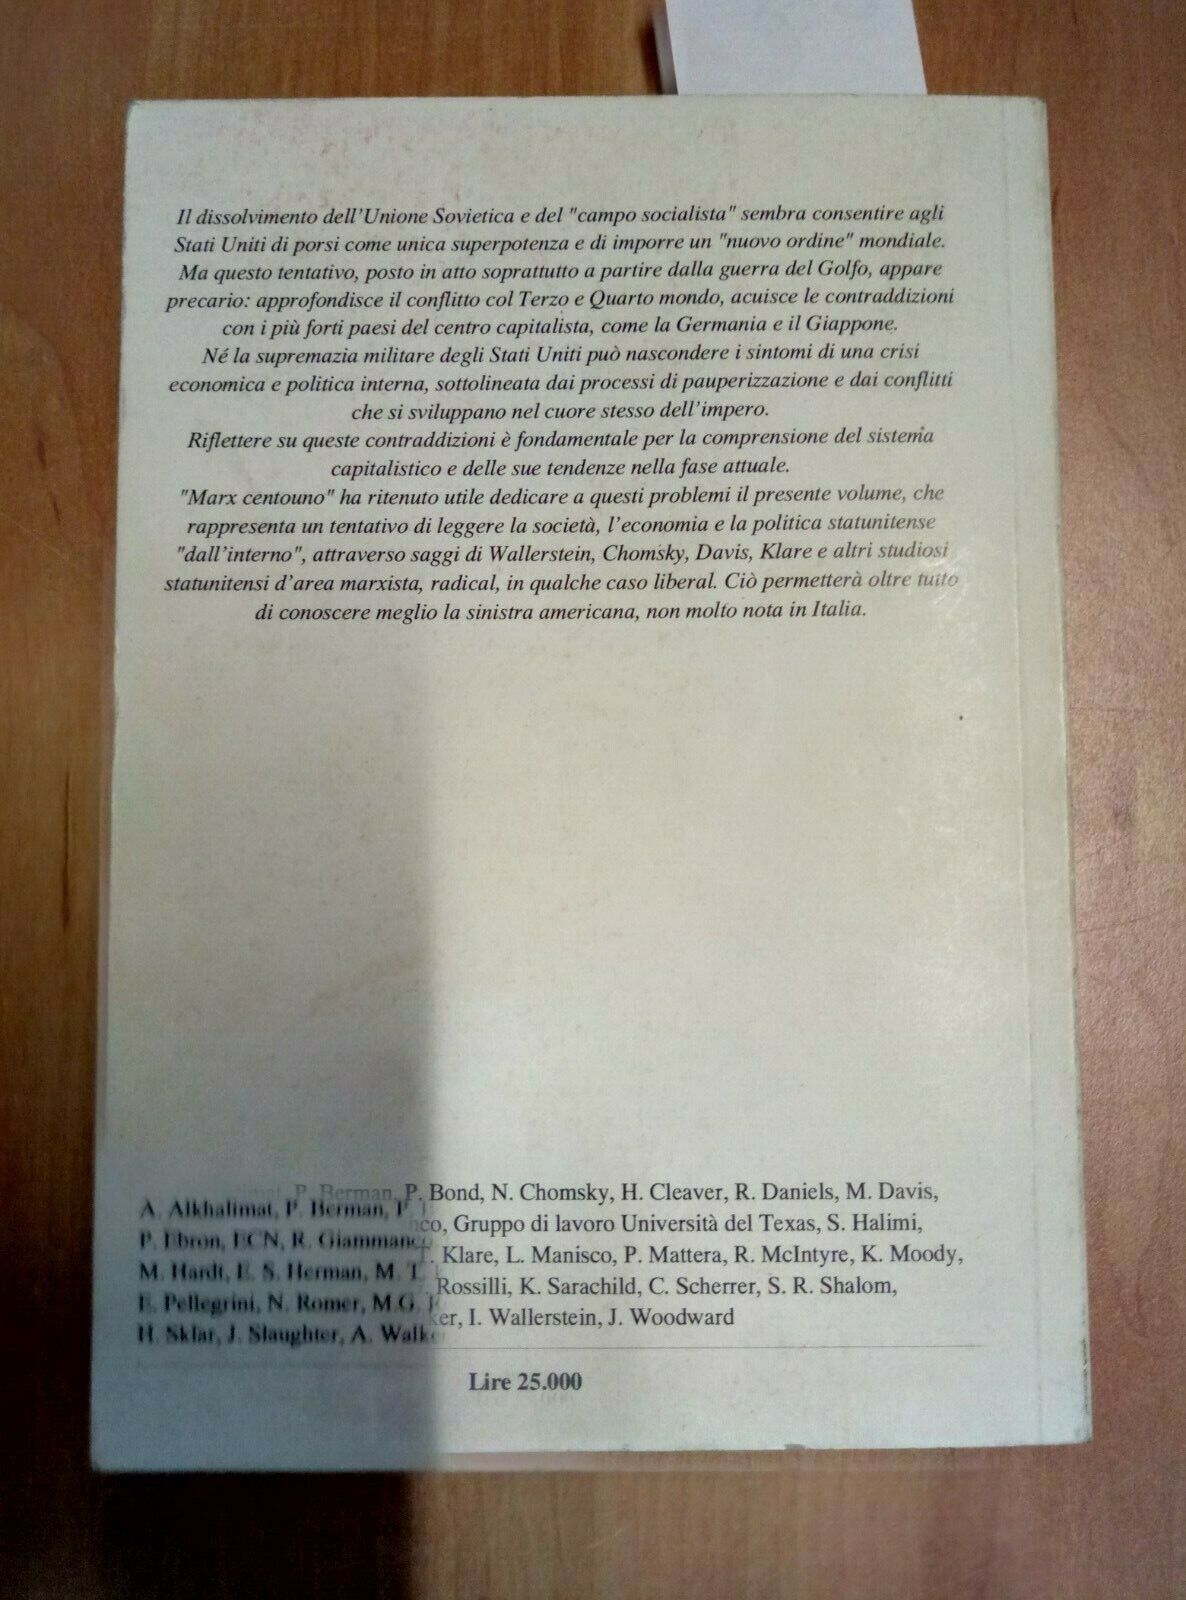 Il dissolvimento dell'Unione Sovietica e del "campo socialista" sembra consentire agli
Stati Uniti di porsi come unica superpotenza e di imporre un "nuovo ordine" mondiale.
Ma questo tentativo, posto in atto soprattutto a partire dalla guerra del Golfo, appare
precario: approfondisce il conflitto col Terzo e Quarto mondo, acuisce le contraddizioni
con i più forti paesi del centro capitalista, come la Germania e il Giappone.
Né la supremazia militare degli Stati Uniti può nascondere i sintomi di una crisi
economica e politica interna, sottolineata dai processi di pauperizzazione e dai conflitti
che si sviluppano nel cuore stesso dell'impero.
Riflettere su queste contraddizioni è fondamentale per la comprensione del sistema
capitalistico e delle sue tendenze nella fase attuale.
"Marx centouno" ha ritenuto utile dedicare a questi problemi il presente volume, che
rappresenta un tentativo di leggere la società, l'economia e la politica statunitense
"dall'interno", attraverso saggi di Wallerstein, Chomsky, Davis, Klare e altri studiosi
statunitensi d'area marxista, radical, in qualche caso liberal. Ciò permetterà oltre tutto
di conoscere meglio la sinistra americana, non molto nota in Italia.
A. Alkhalimat, P. Berman, P. Bond, N. Chomsky, H. Cleaver, R. Daniels, M. Davis,
P. Ebron, ECN, R. Giammanco, Gruppo di lavoro Università del Texas, S. Halimi,
M. Hardt, E. S. Herman, M. T. Klare, L. Manisco, P. Mattera, R. McIntyre, K. Moody,
E. Pellegrini, N. Romer, M.G. Rossilli, K. Sarachild, C. Scherrer, S. R. Shalom,
H. Sklar, J. Slaughter, A. Walker, I. Wallerstein, J. Woodward
Lire 25.000